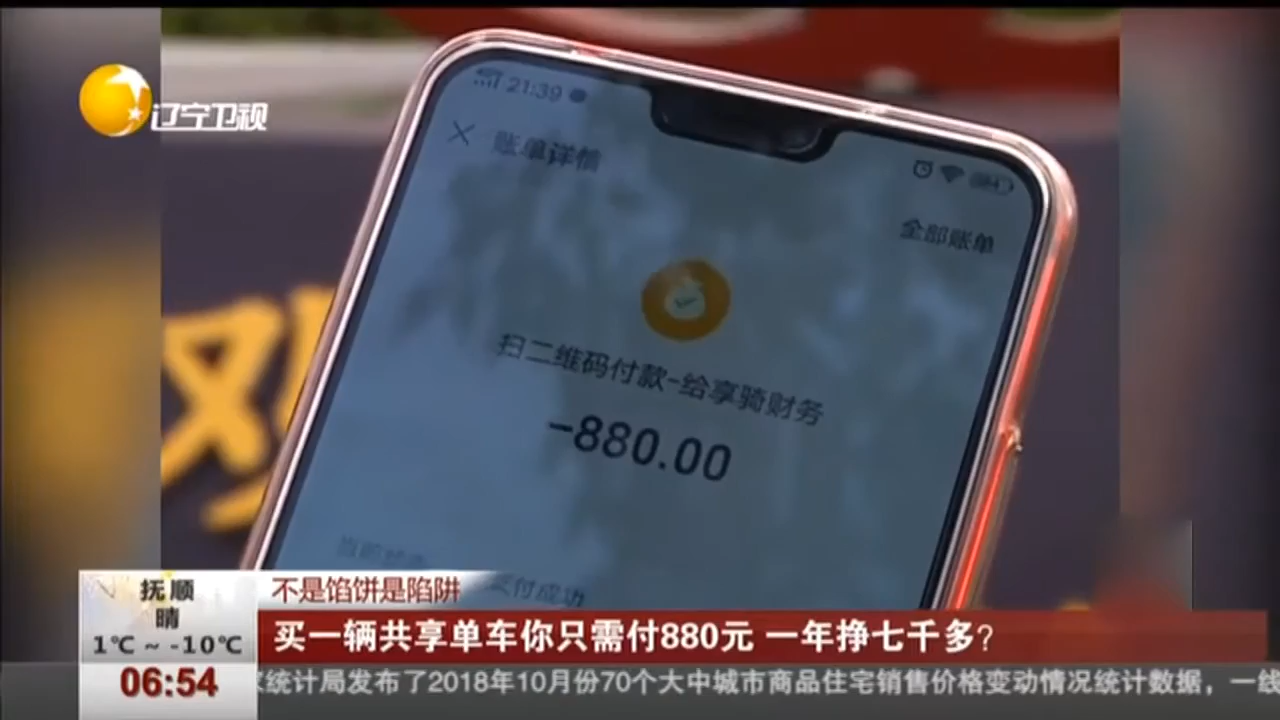 辽宁卫视
21:39
账单详情
全部账单
扫二维码付款-给享骑财务
-880.00
支付成功
抚顺
晴
1℃~-10℃
06:54
不是馅饼是陷阱
买一辆共享单车你只需付880元 一年挣七千多?
统计局发布了2018年10月份70个大中城市商品住宅销售价格变动情况统计数据，一线